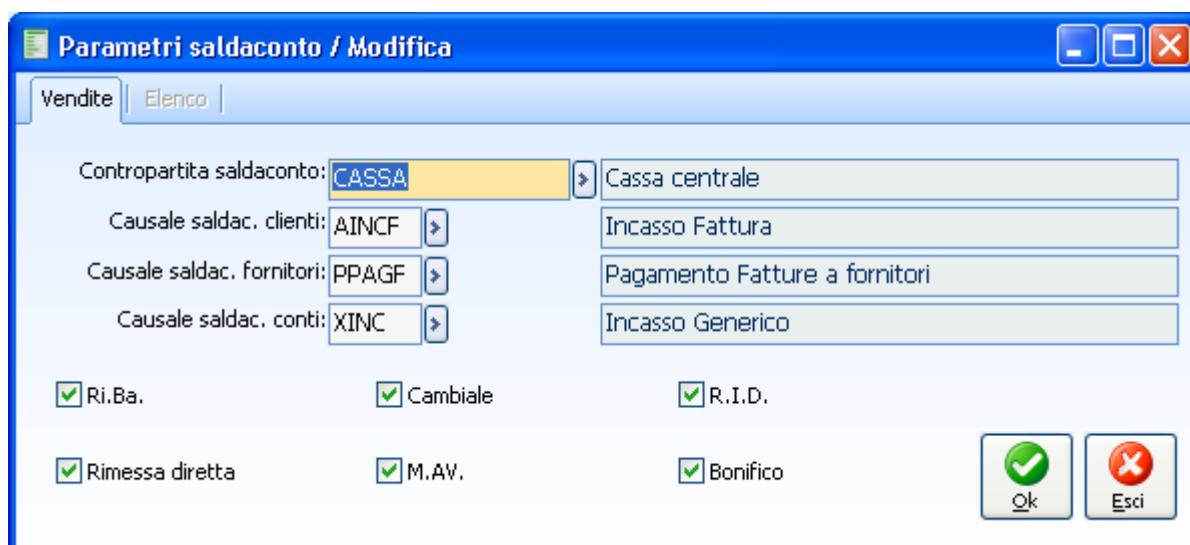 Parametri saldaconto / Modifica
Vendite Elenco
Contropartita saldaconto: CASSA Cassa centrale
Causale saldac. clienti: AINCF Incasso Fattura
Causale saldac. fornitori: PPAGF Pagamento Fatture a fornitori
Causale saldac. conti: XINC Incasso Generico
Ri.Ba. Cambiale R.I.D.
Rimessa diretta M.AV. Bonifico
Ok Esci